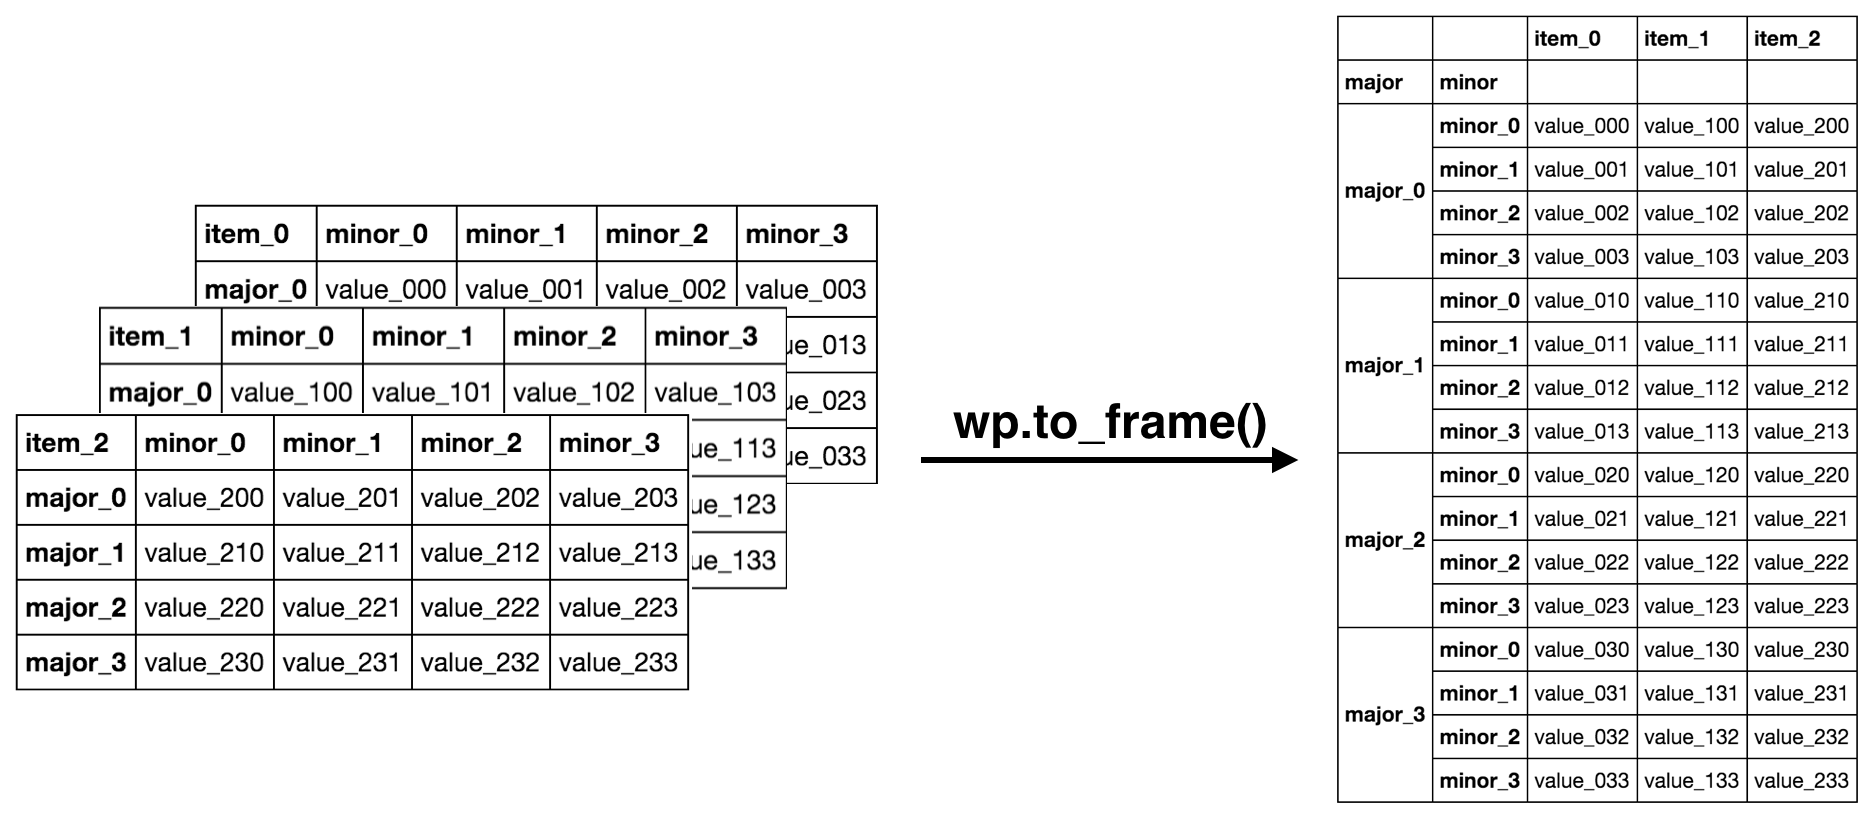 item_0 minor_0 minor_1 minor_2 minor_3
major_0 value_000 value_001 value_002 value_003
item_1 minor_0 minor_1 minor_2 minor_3
major_0 value_100 value_101 value_102 value_103
item_2 minor_0 minor_1 minor_2 minor_3
major_0 value_200 value_201 value_202 value_203
major_1 value_210 value_211 value_212 value_213
major_2 value_220 value_221 value_222 value_223
major_3 value_230 value_231 value_232 value_233
ue_013
ue_023
ue_033
ue_113
ue_123
ue_133
wp.to_frame()
item_0 item_1 item_2
major minor
major_0
minor_0 value_000 value_100 value_200
minor_1 value_001 value_101 value_201
minor_2 value_002 value_102 value_202
minor_3 value_003 value_103 value_203
major_1
minor_0 value_010 value_110 value_210
minor_1 value_011 value_111 value_211
minor_2 value_012 value_112 value_212
minor_3 value_013 value_113 value_213
major_2
minor_0 value_020 value_120 value_220
minor_1 value_021 value_121 value_221
minor_2 value_022 value_122 value_222
minor_3 value_023 value_123 value_223
major_3
minor_0 value_030 value_130 value_230
minor_1 value_031 value_131 value_231
minor_2 value_032 value_132 value_232
minor_3 value_033 value_133 value_233